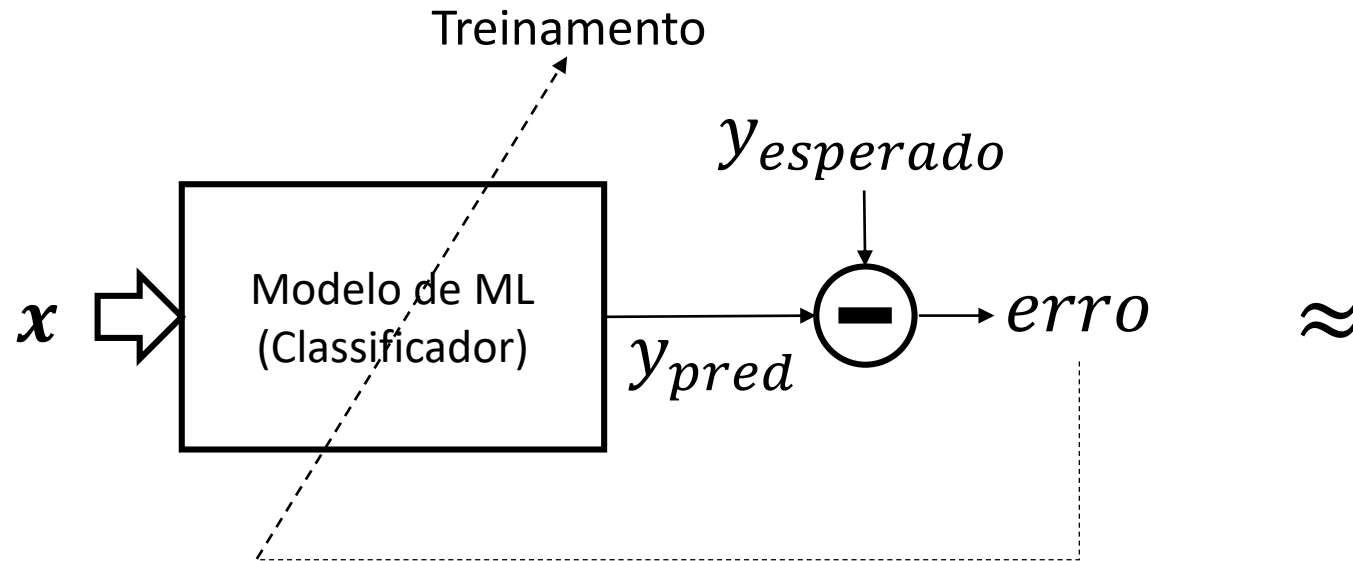 Treinamento
y_esperado
x
Modelo de ML
(Classificador)
y_pred
−
erro
≈